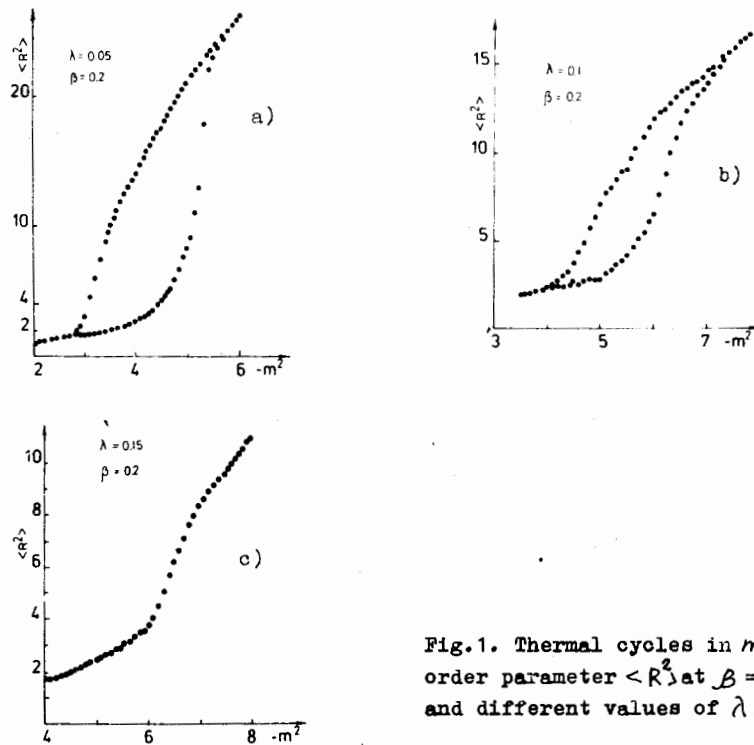 <R²>
20
10
4
2
λ = 0.05
β = 0.2
a)
2 4 6 -m²
<R²>
15
10
5
λ = 0.1
β = 0.2
b)
3 5 7 -m²
<R²>
10
8
6
4
2
λ = 0.15
β = 0.2
c)
4 6 8 -m²
Fig.1. Thermal cycles in m
order parameter <R²> at β =
and different values of λ